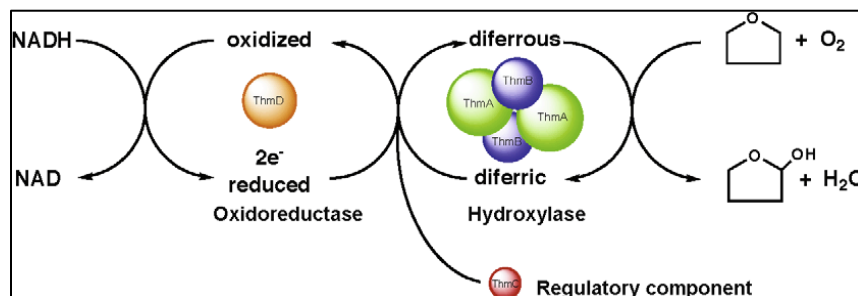 NADH oxidized diferrous O + O₂
ThmD ThmA ThmB ThmA ThmB
2e⁻
NAD reduced diferric O OH + H₂O
Oxidoreductase Hydroxylase
ThmC Regulatory component